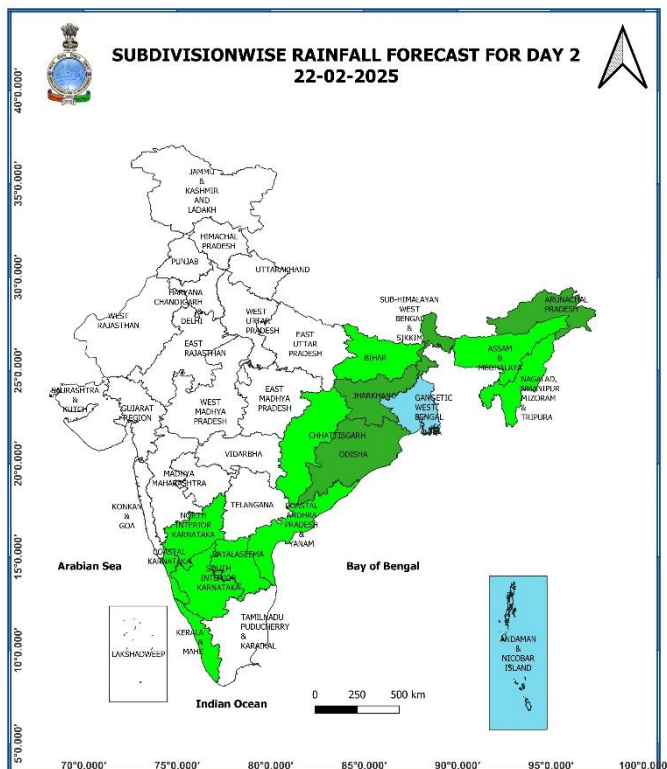 SUBDIVISIONWISE RAINFALL FORECAST FOR DAY 2
22-02-2025
40°0.000'
35°0.000'
30°0.000'
25°0.000'
20°0.000'
15°0.000'
10°0.000'
5°0.000'
JAMMU
&
KASHMIR
AND
LADAKH
HIMACHAL
PRADESH
PUNJAB
UTTARAKHAND
HARYANA
CHANDIGARH
&
DELHI
WEST
RAJASTHAN
WEST
UTTAR
PRADESH
EAST
UTTAR
PRADESH
EAST
RAJASTHAN
SUB-HIMALAYAN
WEST
BENGAL
&
SIKKIM
ARUNACHAL
PRADESH
ASSAM
&
MEGHALAYA
NAGALAD,
MANIPUR
MIZORAM
&
TRIPURA
BIHAR
JHARKHAND
GANGETIC
WEST
BENGAL
SAURASHTRA
&
KUTCH
GUJARAT
REGION
WEST
MADHYA
PRADESH
EAST
MADHYA
PRADESH
CHHATTISGARH
ODISHA
VIDARBHA
MADHYA
MAHARASHTRA
KONKAN
&
GOA
TELANGANA
COASTAL
ANDHRA
PRADESH
&
YANAM
NORTH
INTERIOR
KARNATAKA
COASTAL
KARNATAKA
RAYALASEEMA
SOUTH
INTERIOR
KARNATAKA
Arabian Sea
Bay of Bengal
KERALA
&
MAHE
TAMILNADU
PUDUCHERRY
&
KARAIKAL
LAKSHADWEEP
ANDAMAN
&
NICOBAR
ISLAND
Indian Ocean
0 250 500 km
70°0.000' 75°0.000' 80°0.000' 85°0.000' 90°0.000' 95°0.000' 100°0.000'